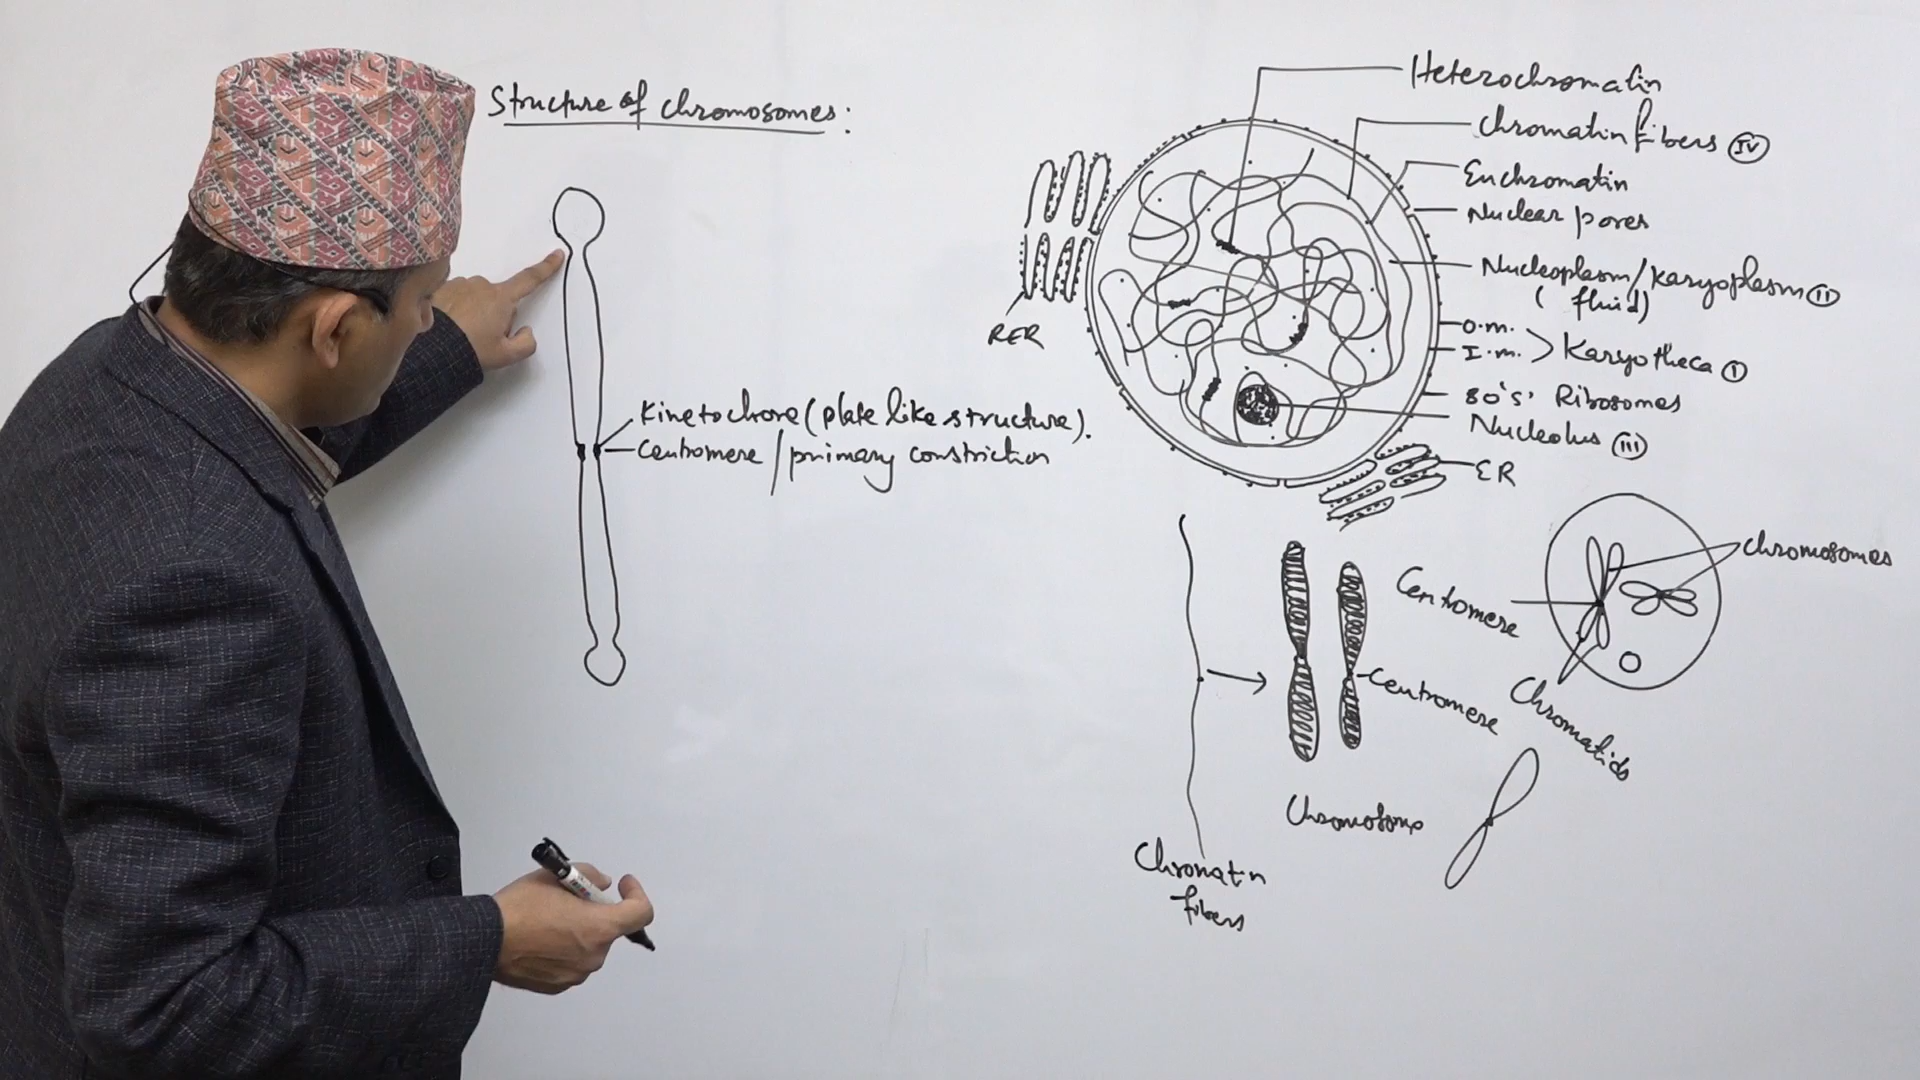 Structure of chromosomes:
Kinetochore (plate like structure).
Centromere / primary constriction
Heterochromatin
Chromatin fibers IV
Euchromatin
Nuclear pores
Nucleoplasm/Karyoplasm II
( fluid)
O.m.
I.m. > Karyotheca I
80's' Ribosomes
Nucleolus III
ER
RER
Chromosomes
Centromere
Chromatids
Centromere
Chromosome
Chromatin
fibers